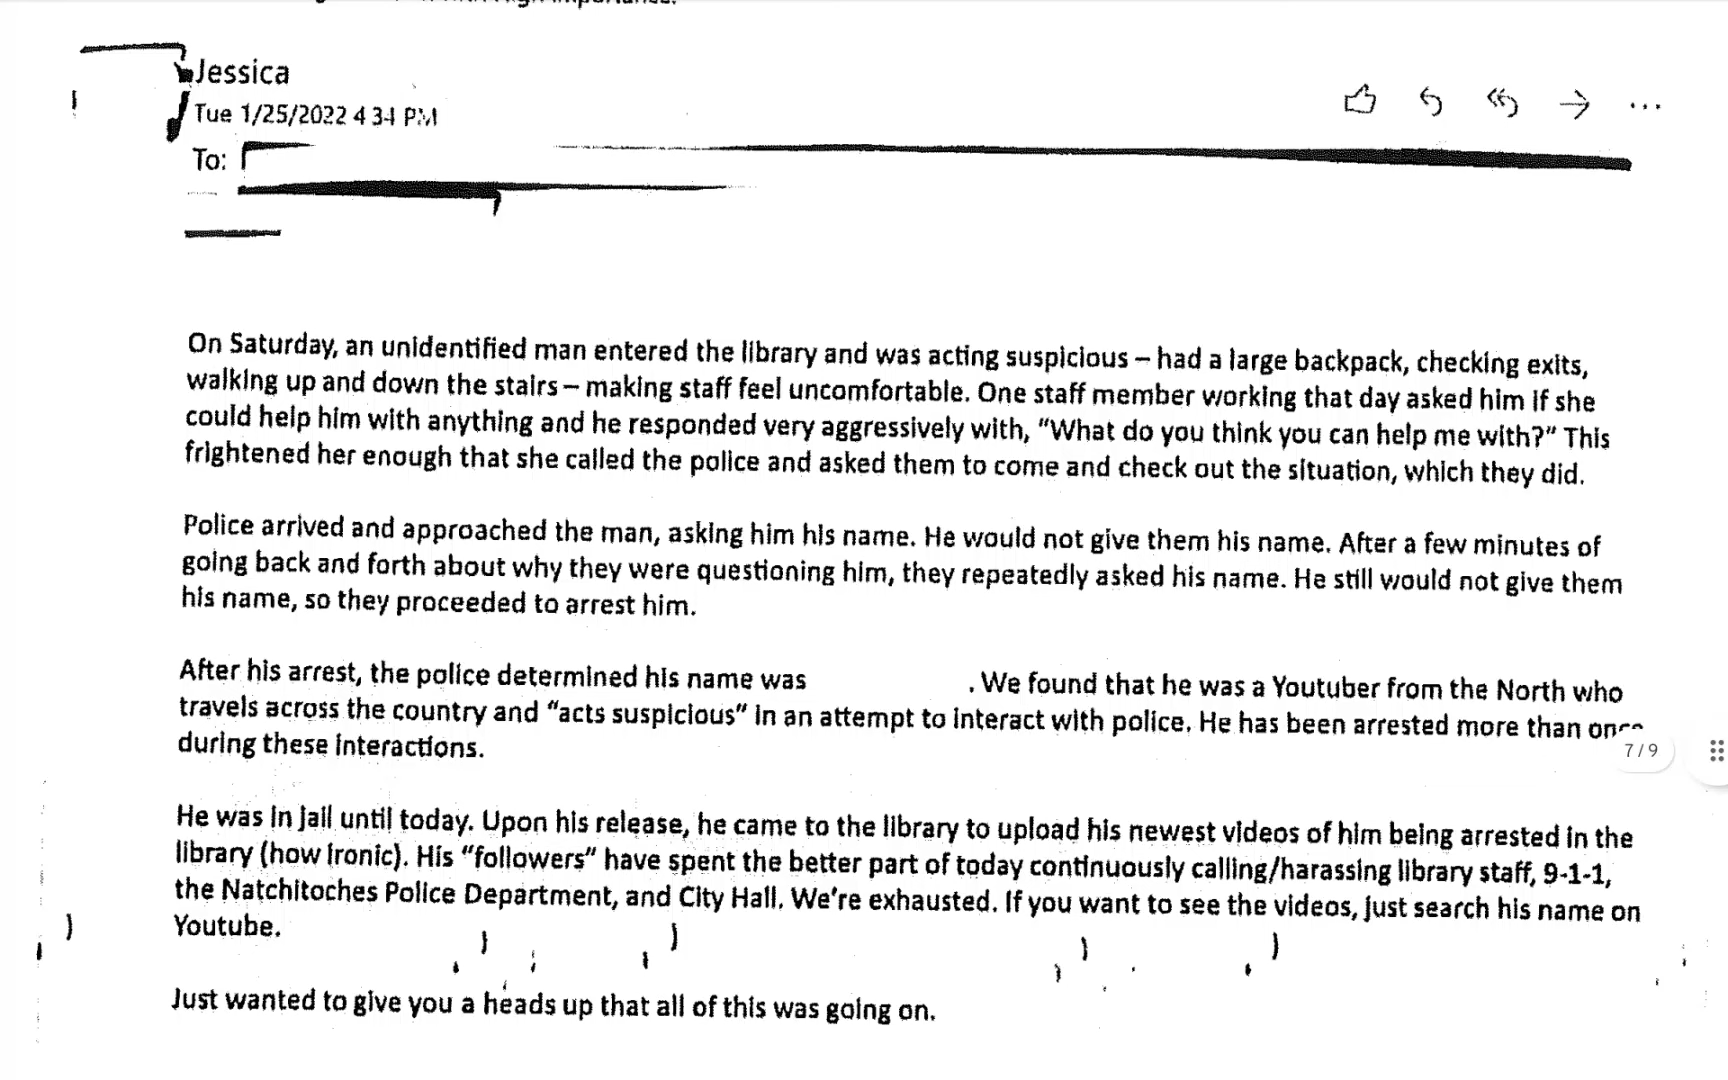 Jessica
Tue 1/25/2022 4 34 PM
To:
On Saturday, an unidentified man entered the library and was acting suspicious – had a large backpack, checking exits,
walking up and down the stairs – making staff feel uncomfortable. One staff member working that day asked him if she
could help him with anything and he responded very aggressively with, "What do you think you can help me with?" This
frightened her enough that she called the police and asked them to come and check out the situation, which they did.
Police arrived and approached the man, asking him his name. He would not give them his name. After a few minutes of
going back and forth about why they were questioning him, they repeatedly asked his name. He still would not give them
his name, so they proceeded to arrest him.
After his arrest, the police determined his name was . We found that he was a Youtuber from the North who
travels across the country and "acts suspicious" in an attempt to interact with police. He has been arrested more than once
during these interactions.
7/9
He was in jail until today. Upon his release, he came to the library to upload his newest videos of him being arrested in the
library (how ironic). His "followers" have spent the better part of today continuously calling/harassing library staff, 9-1-1,
the Natchitoches Police Department, and City Hall. We're exhausted. If you want to see the videos, just search his name on
Youtube.
Just wanted to give you a heads up that all of this was going on.